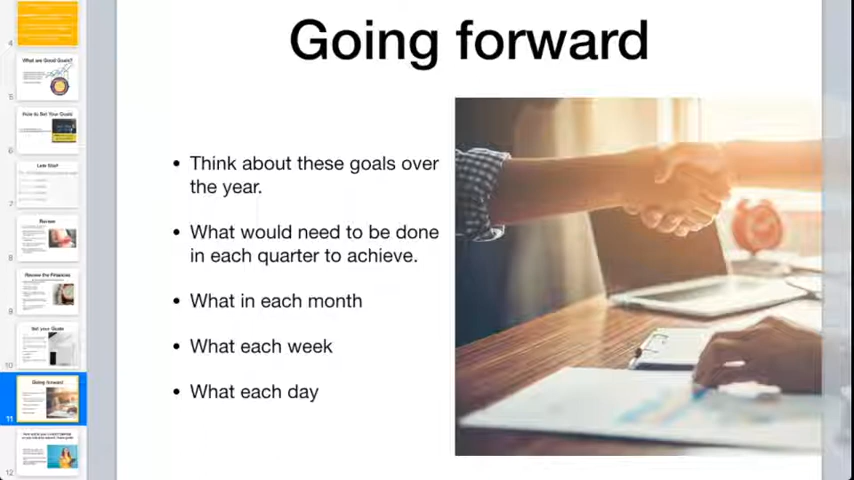 Going forward
• Think about these goals over
the year.
• What would need to be done
in each quarter to achieve.
• What in each month
• What each week
• What each day
4
What are Good Goals?
5
How to Set Your Goals
6
Lets Start
7
Review
8
Review the Finances
9
Set your Goals
10
Going forward
11
12